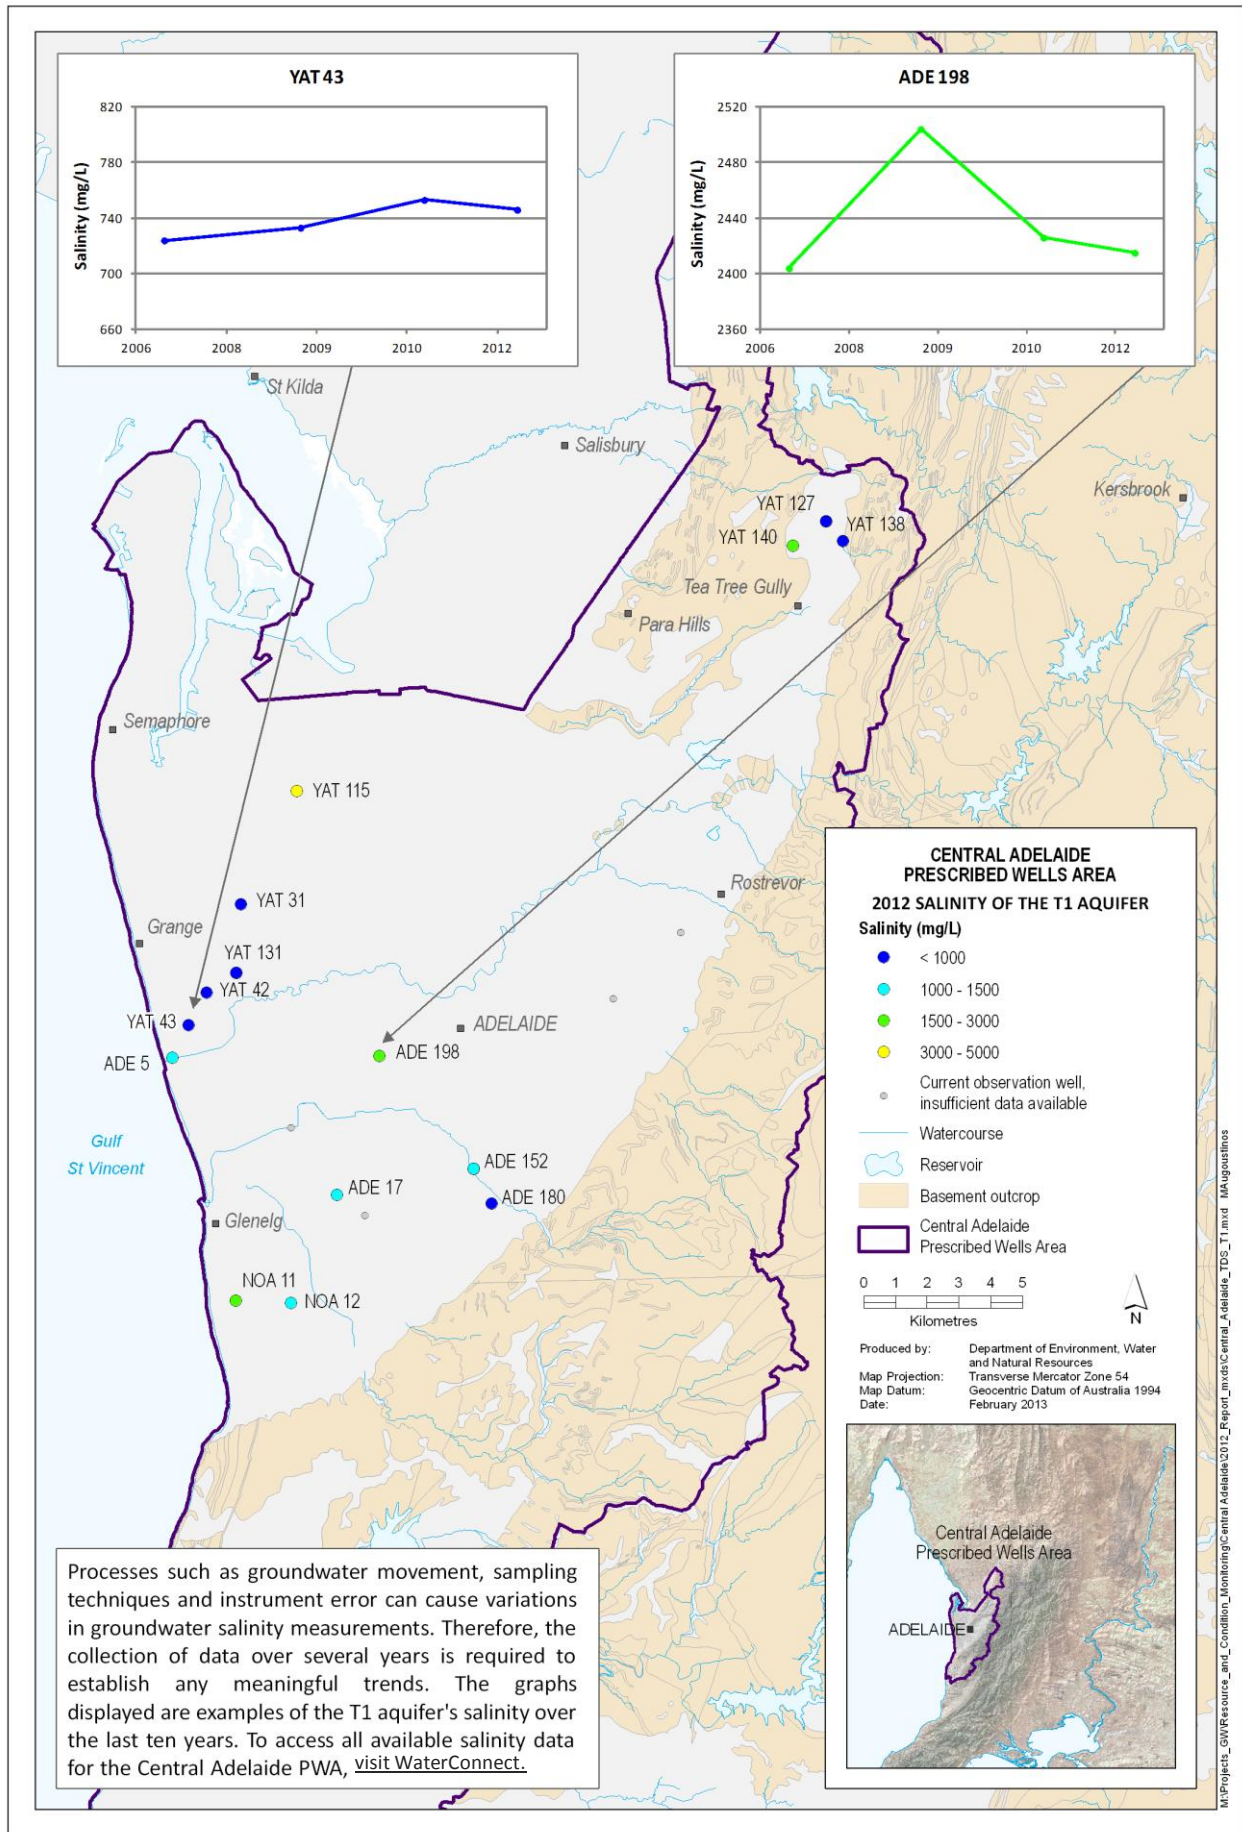 YAT 43
820
780
740
700
660
Salinity (mg/L)
2006
2008
2009
2010
2012
ADE 198
2520
2480
2440
2400
2360
Salinity (mg/L)
2006
2008
2009
2010
2012
St Kilda
Salisbury
Kersbrook
YAT 127
YAT 138
YAT 140
Tea Tree Gully
Para Hills
Semaphore
YAT 115
Rostrevor
YAT 31
Grange
YAT 131
YAT 42
YAT 43
ADELAIDE
ADE 5
ADE 198
Gulf
St Vincent
ADE 152
ADE 17
ADE 180
Glenelg
NOA 11
NOA 12
CENTRAL ADELAIDE
PRESCRIBED WELLS AREA
2012 SALINITY OF THE T1 AQUIFER
Salinity (mg/L)
< 1000
1000 - 1500
1500 - 3000
3000 - 5000
Current observation well,
insufficient data available
Watercourse
Reservoir
Basement outcrop
Central Adelaide
Prescribed Wells Area
0 1 2 3 4 5
Kilometres
N
Produced by: Department of Environment, Water
and Natural Resources
Map Projection: Transverse Mercator Zone 54
Map Datum: Geocentric Datum of Australia 1994
Date: February 2013
Central Adelaide
Prescribed Wells Area
ADELAIDE
Processes such as groundwater movement, sampling
techniques and instrument error can cause variations
in groundwater salinity measurements. Therefore, the
collection of data over several years is required to
establish any meaningful trends. The graphs
displayed are examples of the T1 aquifer's salinity over
the last ten years. To access all available salinity data
for the Central Adelaide PWA, visit WaterConnect.
M:\Projects_GW\Resource_and_Condition_Monitoring\Central Adelaide\2012_Report_mxds\Central_Adelaide_TDS_T1.mxd MAugoustinos